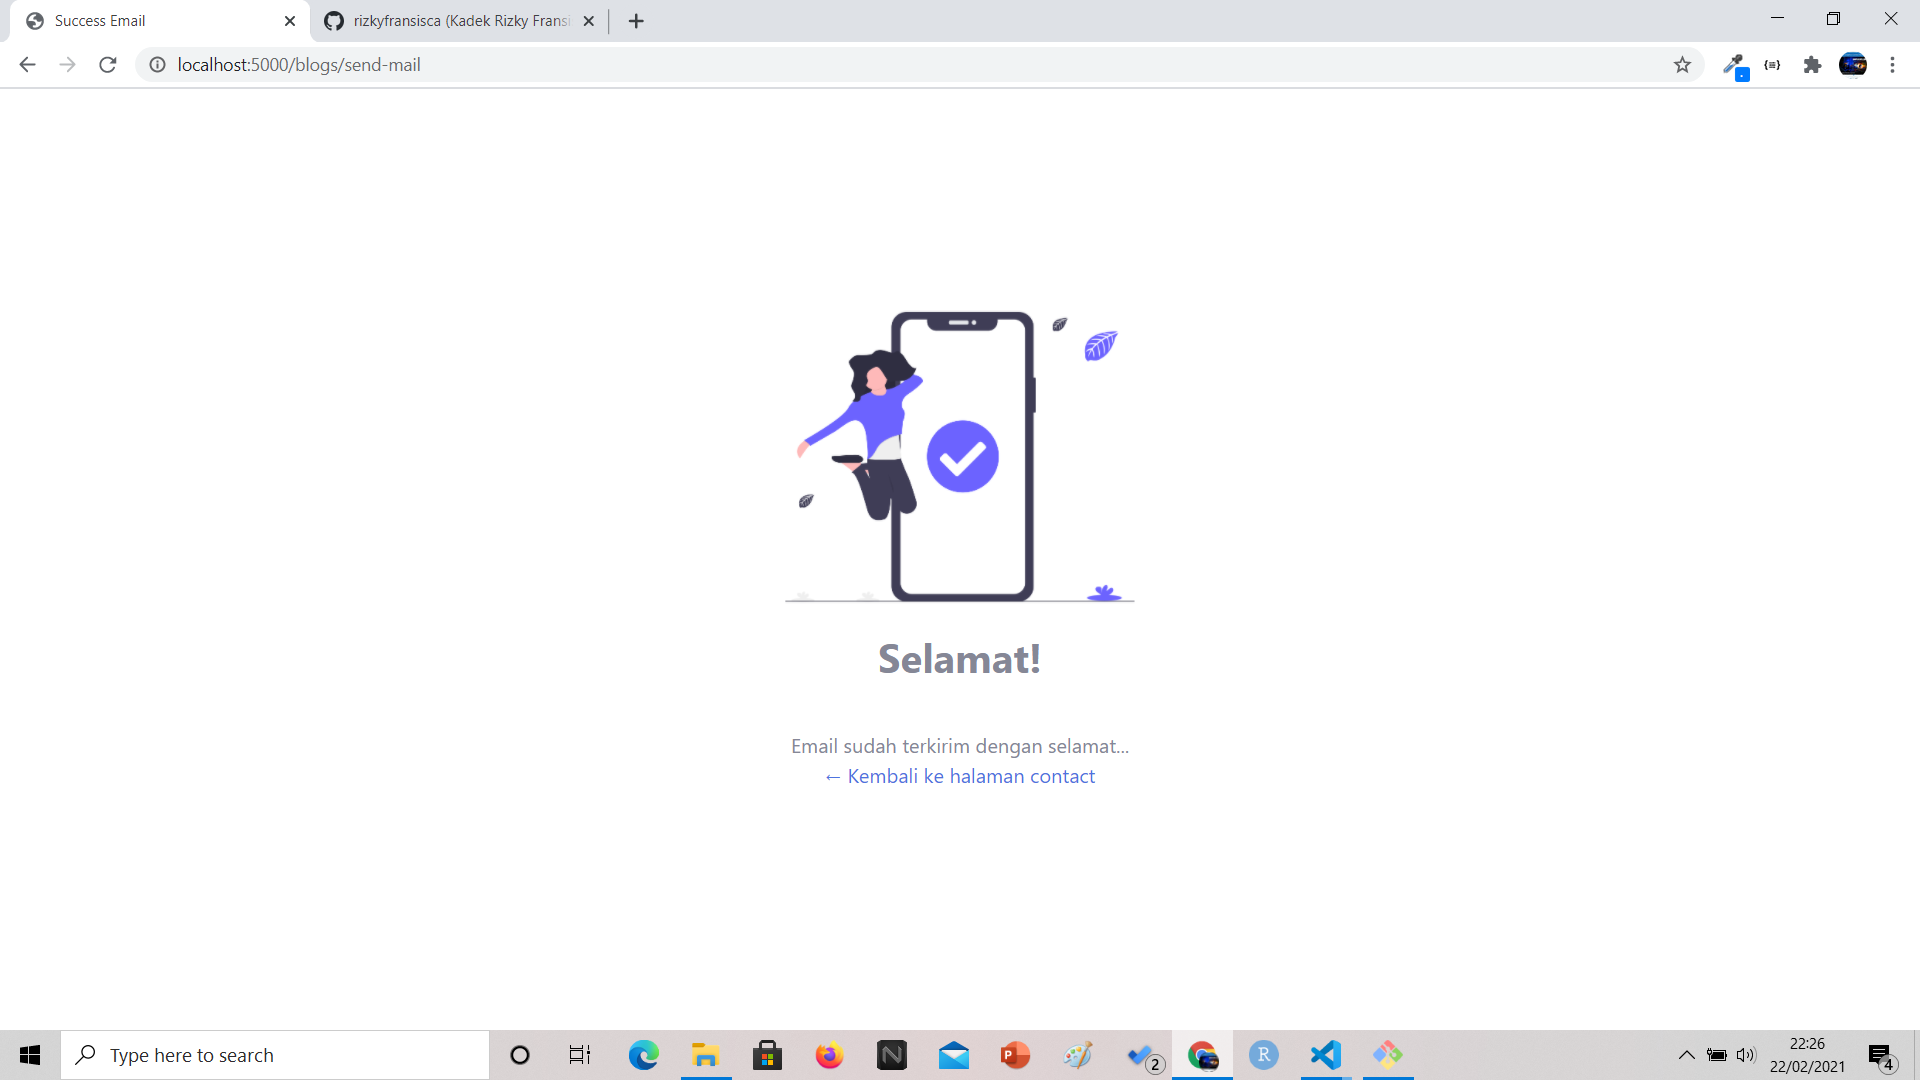 Success Email
rizkyfransisca (Kadek Rizky Fransi
localhost:5000/blogs/send-mail
Selamat!
Email sudah terkirim dengan selamat...
← Kembali ke halaman contact
Type here to search
2
22:26
22/02/2021
4